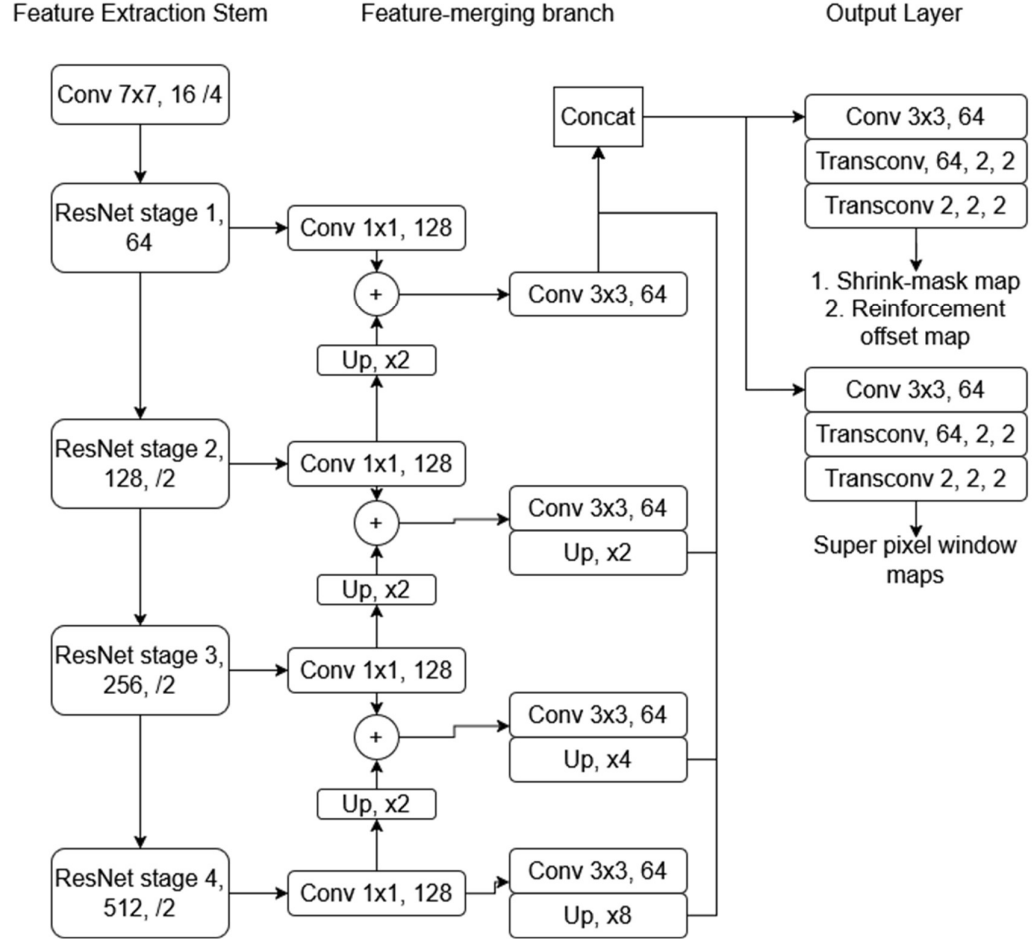 Feature Extraction Stem
Feature-merging branch
Output Layer
Conv 7x7, 16 /4
ResNet stage 1,
64
ResNet stage 2,
128, /2
ResNet stage 3,
256, /2
ResNet stage 4,
512, /2
Conv 1x1, 128
+
Up, x2
Conv 1x1, 128
+
Up, x2
Conv 1x1, 128
+
Up, x2
Conv 1x1, 128
Concat
Conv 3x3, 64
Conv 3x3, 64
Up, x2
Conv 3x3, 64
Up, x4
Conv 3x3, 64
Up, x8
Conv 3x3, 64
Transconv, 64, 2, 2
Transconv 2, 2, 2
1. Shrink-mask map
2. Reinforcement
offset map
Conv 3x3, 64
Transconv, 64, 2, 2
Transconv 2, 2, 2
Super pixel window
maps